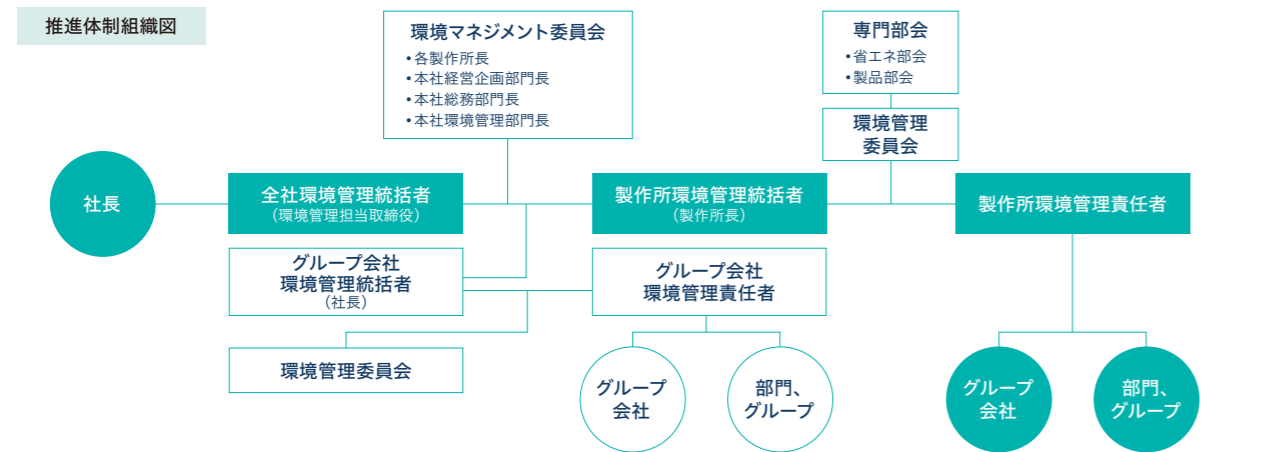 推進体制組織図
環境マネジメント委員会
•各製作所長
•本社経営企画部門長
•本社総務部門長
•本社環境管理部門長
専門部会
•省エネ部会
•製品部会
環境管理
委員会
社長
全社環境管理統括者
（環境管理担当取締役）
製作所環境管理統括者
（製作所長）
製作所環境管理責任者
グループ会社
環境管理統括者
（社長）
グループ会社
環境管理責任者
環境管理委員会
グループ
会社
部門、
グループ
グループ
会社
部門、
グループ